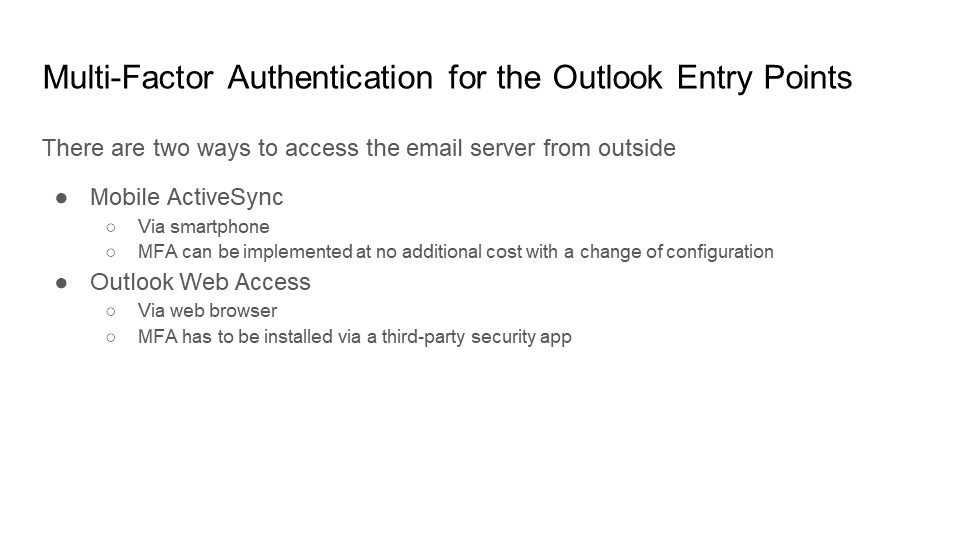 Multi-Factor Authentication for the Outlook Entry Points
There are two ways to access the email server from outside
● Mobile ActiveSync
○ Via smartphone
○ MFA can be implemented at no additional cost with a change of configuration
● Outlook Web Access
○ Via web browser
○ MFA has to be installed via a third-party security app